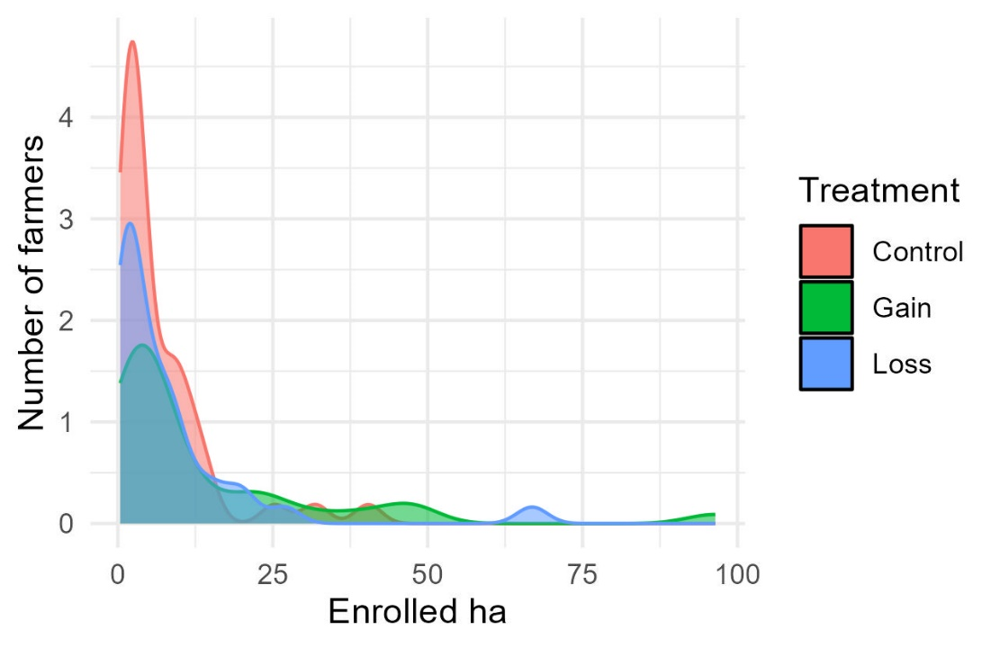 Number of farmers
4
3
2
1
0
0 25 50 75 100
Enrolled ha
Treatment
Control
Gain
Loss